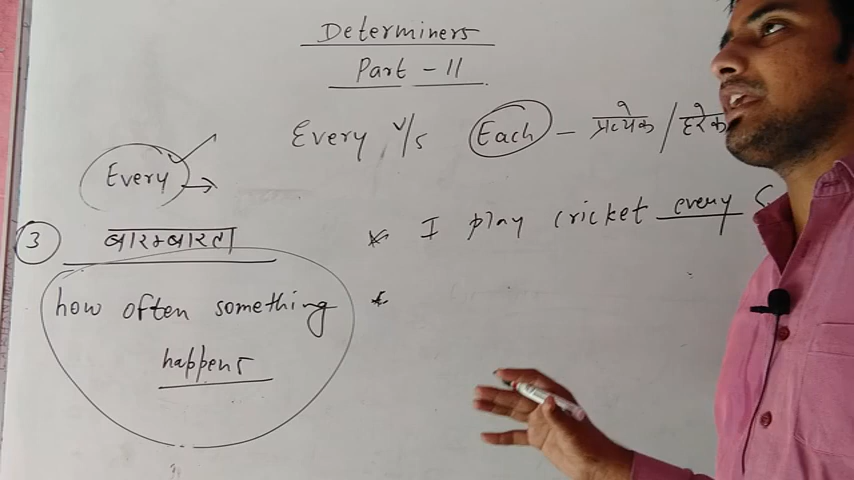 Determiners
Part - II
Every v/s Each - प्रत्येक / हरेक
Every
3 बारम्बारता
* I play cricket every S
how often something *
happens